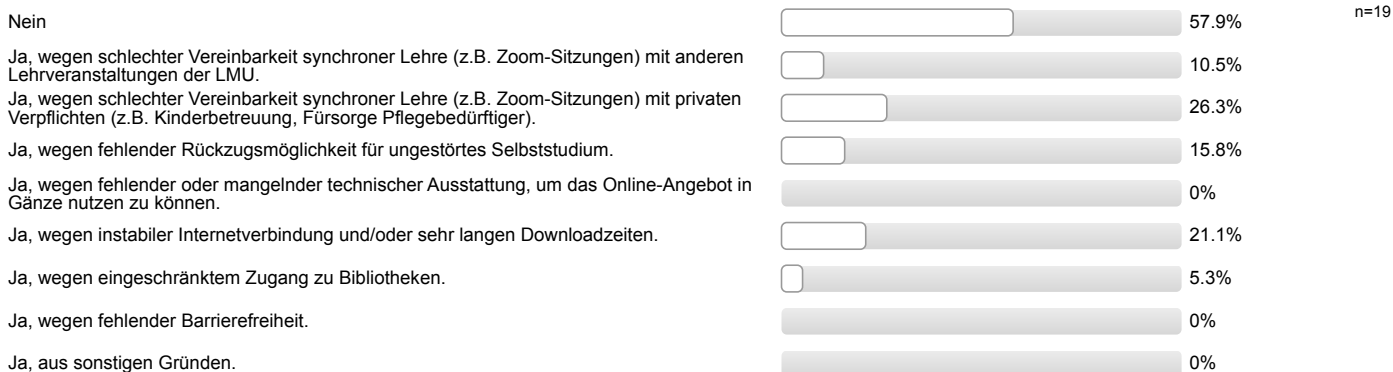 Nein 57.9% n=19
Ja, wegen schlechter Vereinbarkeit synchroner Lehre (z.B. Zoom-Sitzungen) mit anderen
Lehrveranstaltungen der LMU. 10.5%
Ja, wegen schlechter Vereinbarkeit synchroner Lehre (z.B. Zoom-Sitzungen) mit privaten
Verpflichten (z.B. Kinderbetreuung, Fürsorge Pflegebedürftiger). 26.3%
Ja, wegen fehlender Rückzugsmöglichkeit für ungestörtes Selbststudium. 15.8%
Ja, wegen fehlender oder mangelnder technischer Ausstattung, um das Online-Angebot in
Gänze nutzen zu können. 0%
Ja, wegen instabiler Internetverbindung und/oder sehr langen Downloadzeiten. 21.1%
Ja, wegen eingeschränktem Zugang zu Bibliotheken. 5.3%
Ja, wegen fehlender Barrierefreiheit. 0%
Ja, aus sonstigen Gründen. 0%